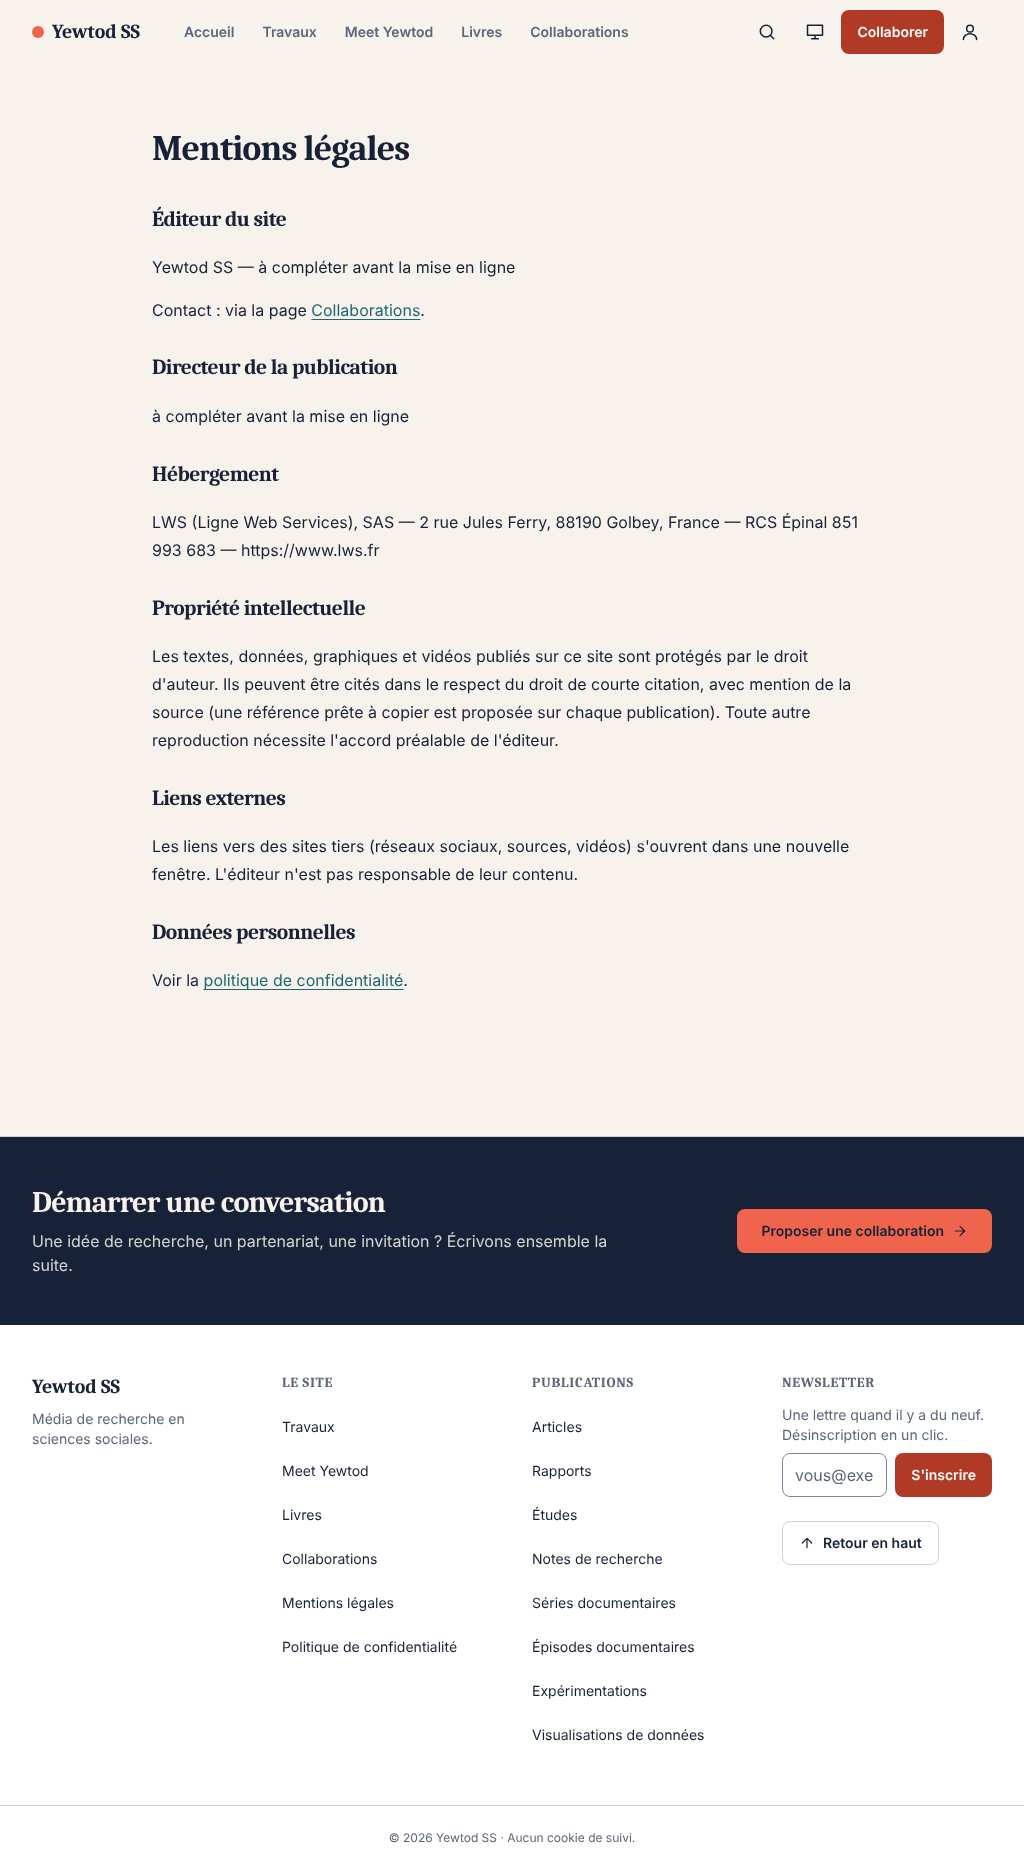 Yewtod SS
Accueil
Travaux
Meet Yewtod
Livres
Collaborations
Collaborer
Mentions légales
Éditeur du site
Yewtod SS — à compléter avant la mise en ligne
Contact : via la page Collaborations.
Directeur de la publication
à compléter avant la mise en ligne
Hébergement
LWS (Ligne Web Services), SAS — 2 rue Jules Ferry, 88190 Golbey, France — RCS Épinal 851
993 683 — https://www.lws.fr
Propriété intellectuelle
Les textes, données, graphiques et vidéos publiés sur ce site sont protégés par le droit
d'auteur. Ils peuvent être cités dans le respect du droit de courte citation, avec mention de la
source (une référence prête à copier est proposée sur chaque publication). Toute autre
reproduction nécessite l'accord préalable de l'éditeur.
Liens externes
Les liens vers des sites tiers (réseaux sociaux, sources, vidéos) s'ouvrent dans une nouvelle
fenêtre. L'éditeur n'est pas responsable de leur contenu.
Données personnelles
Voir la politique de confidentialité.
Démarrer une conversation
Une idée de recherche, un partenariat, une invitation ? Écrivons ensemble la
suite.
Proposer une collaboration
Yewtod SS
Média de recherche en
sciences sociales.
LE SITE
Travaux
Meet Yewtod
Livres
Collaborations
Mentions légales
Politique de confidentialité
PUBLICATIONS
Articles
Rapports
Études
Notes de recherche
Séries documentaires
Épisodes documentaires
Expérimentations
Visualisations de données
NEWSLETTER
Une lettre quand il y a du neuf.
Désinscription en un clic.
vous@exe
S'inscrire
Retour en haut
© 2026 Yewtod SS · Aucun cookie de suivi.